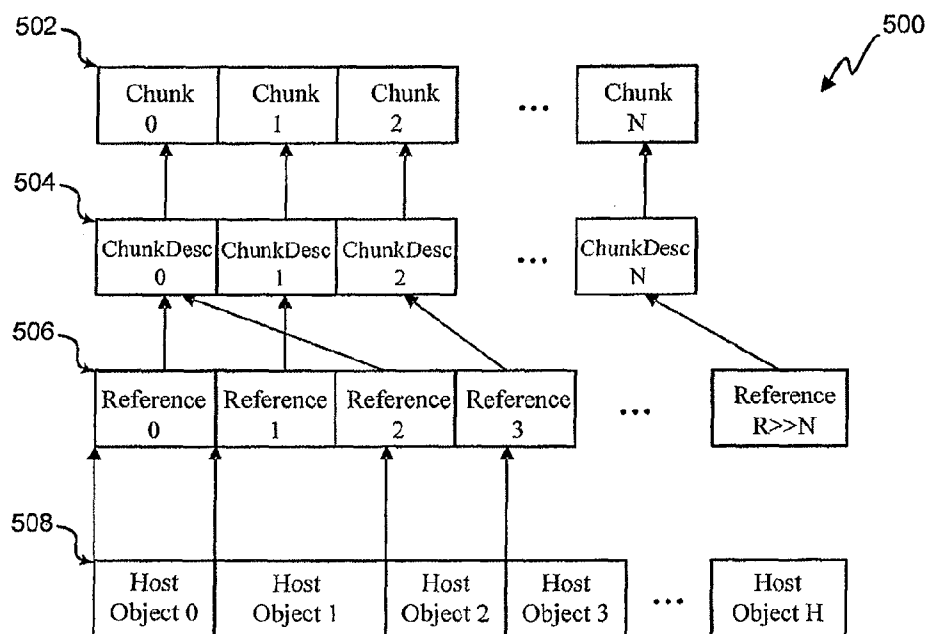 502
500
Chunk 0
Chunk 1
Chunk 2
...
Chunk N
504
ChunkDesc 0
ChunkDesc 1
ChunkDesc 2
...
ChunkDesc N
506
Reference 0
Reference 1
Reference 2
Reference 3
...
Reference R>>N
508
Host Object 0
Host Object 1
Host Object 2
Host Object 3
...
Host Object H